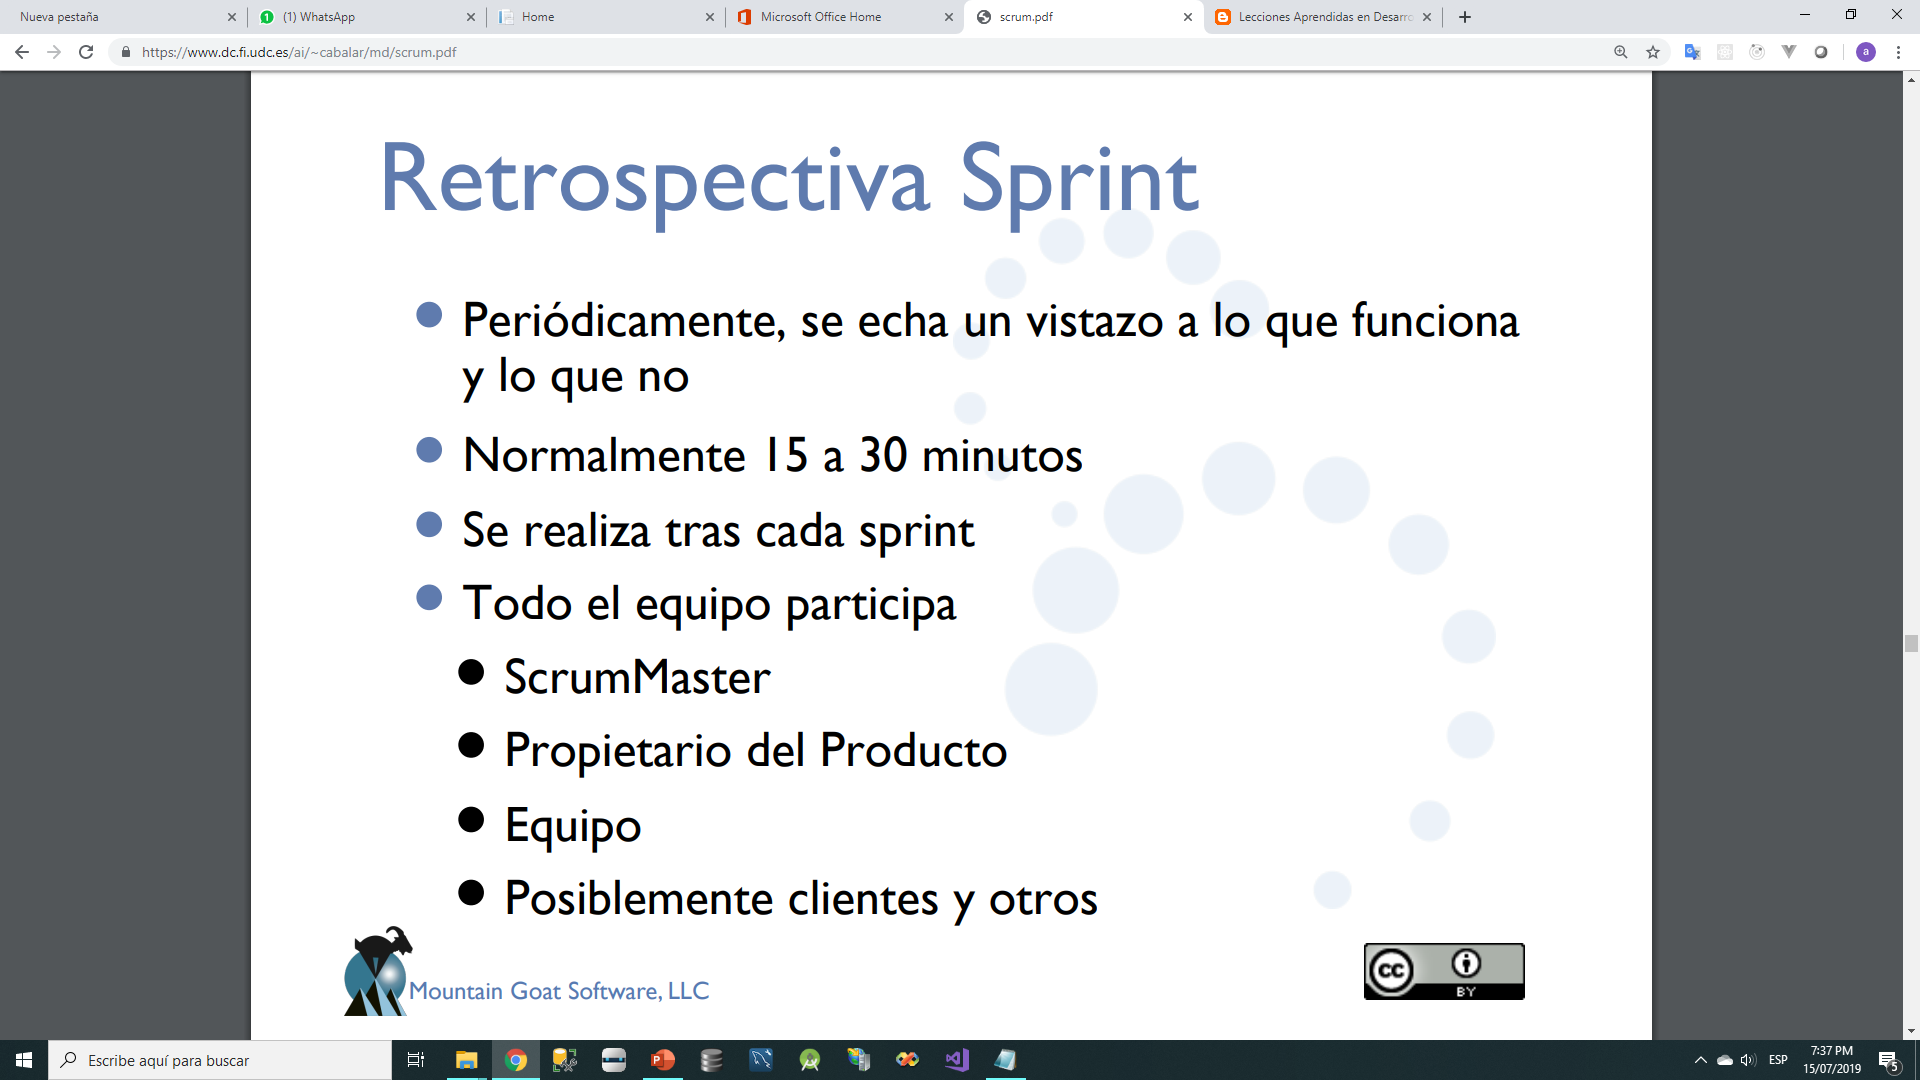 Nueva pestaña
(1) WhatsApp
Home
Microsoft Office Home
scrum.pdf
Lecciones Aprendidas en Desarro
https://www.dc.fi.udc.es/ai/~cabalar/md/scrum.pdf
a
Retrospectiva Sprint
Periódicamente, se echa un vistazo a lo que funciona
y lo que no
Normalmente 15 a 30 minutos
Se realiza tras cada sprint
Todo el equipo participa
ScrumMaster
Propietario del Producto
Equipo
Posiblemente clientes y otros
Mountain Goat Software, LLC
cc
BY
Escribe aquí para buscar
ESP
7:37 PM
15/07/2019
5